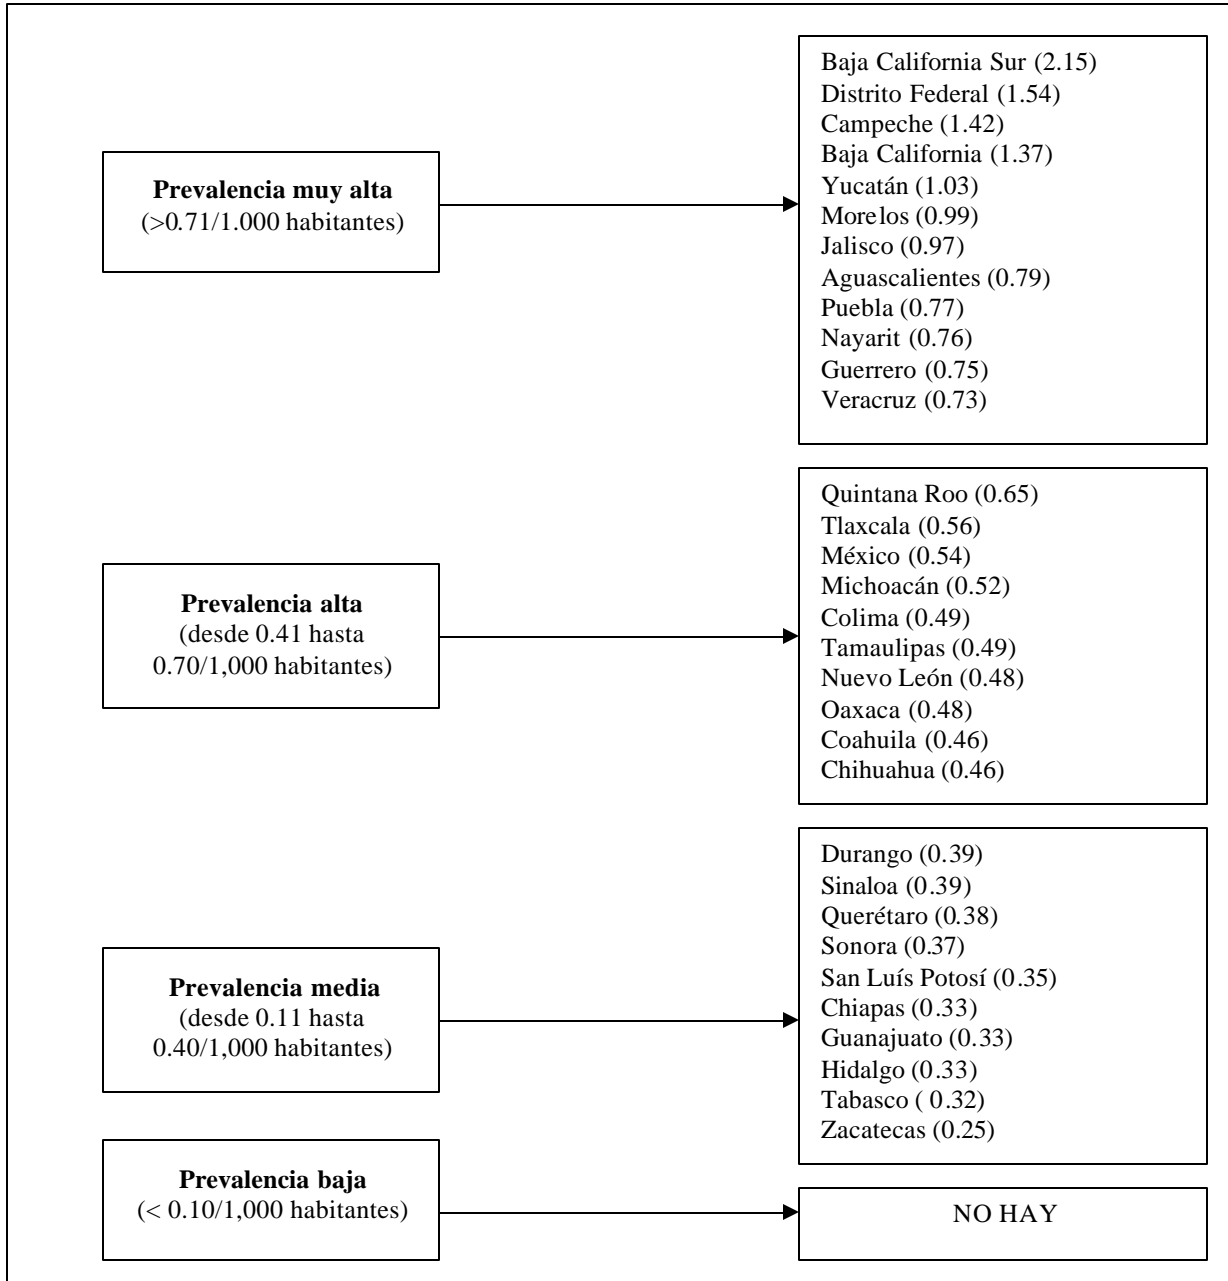 Prevalencia muy alta
(>0.71/1.000 habitantes)
Baja California Sur (2.15)
Distrito Federal (1.54)
Campeche (1.42)
Baja California (1.37)
Yucatán (1.03)
Morelos (0.99)
Jalisco (0.97)
Aguascalientes (0.79)
Puebla (0.77)
Nayarit (0.76)
Guerrero (0.75)
Veracruz (0.73)
Prevalencia alta
(desde 0.41 hasta
0.70/1,000 habitantes)
Quintana Roo (0.65)
Tlaxcala (0.56)
México (0.54)
Michoacán (0.52)
Colima (0.49)
Tamaulipas (0.49)
Nuevo León (0.48)
Oaxaca (0.48)
Coahuila (0.46)
Chihuahua (0.46)
Prevalencia media
(desde 0.11 hasta
0.40/1,000 habitantes)
Durango (0.39)
Sinaloa (0.39)
Querétaro (0.38)
Sonora (0.37)
San Luís Potosí (0.35)
Chiapas (0.33)
Guanajuato (0.33)
Hidalgo (0.33)
Tabasco ( 0.32)
Zacatecas (0.25)
Prevalencia baja
(< 0.10/1,000 habitantes)
NO HAY